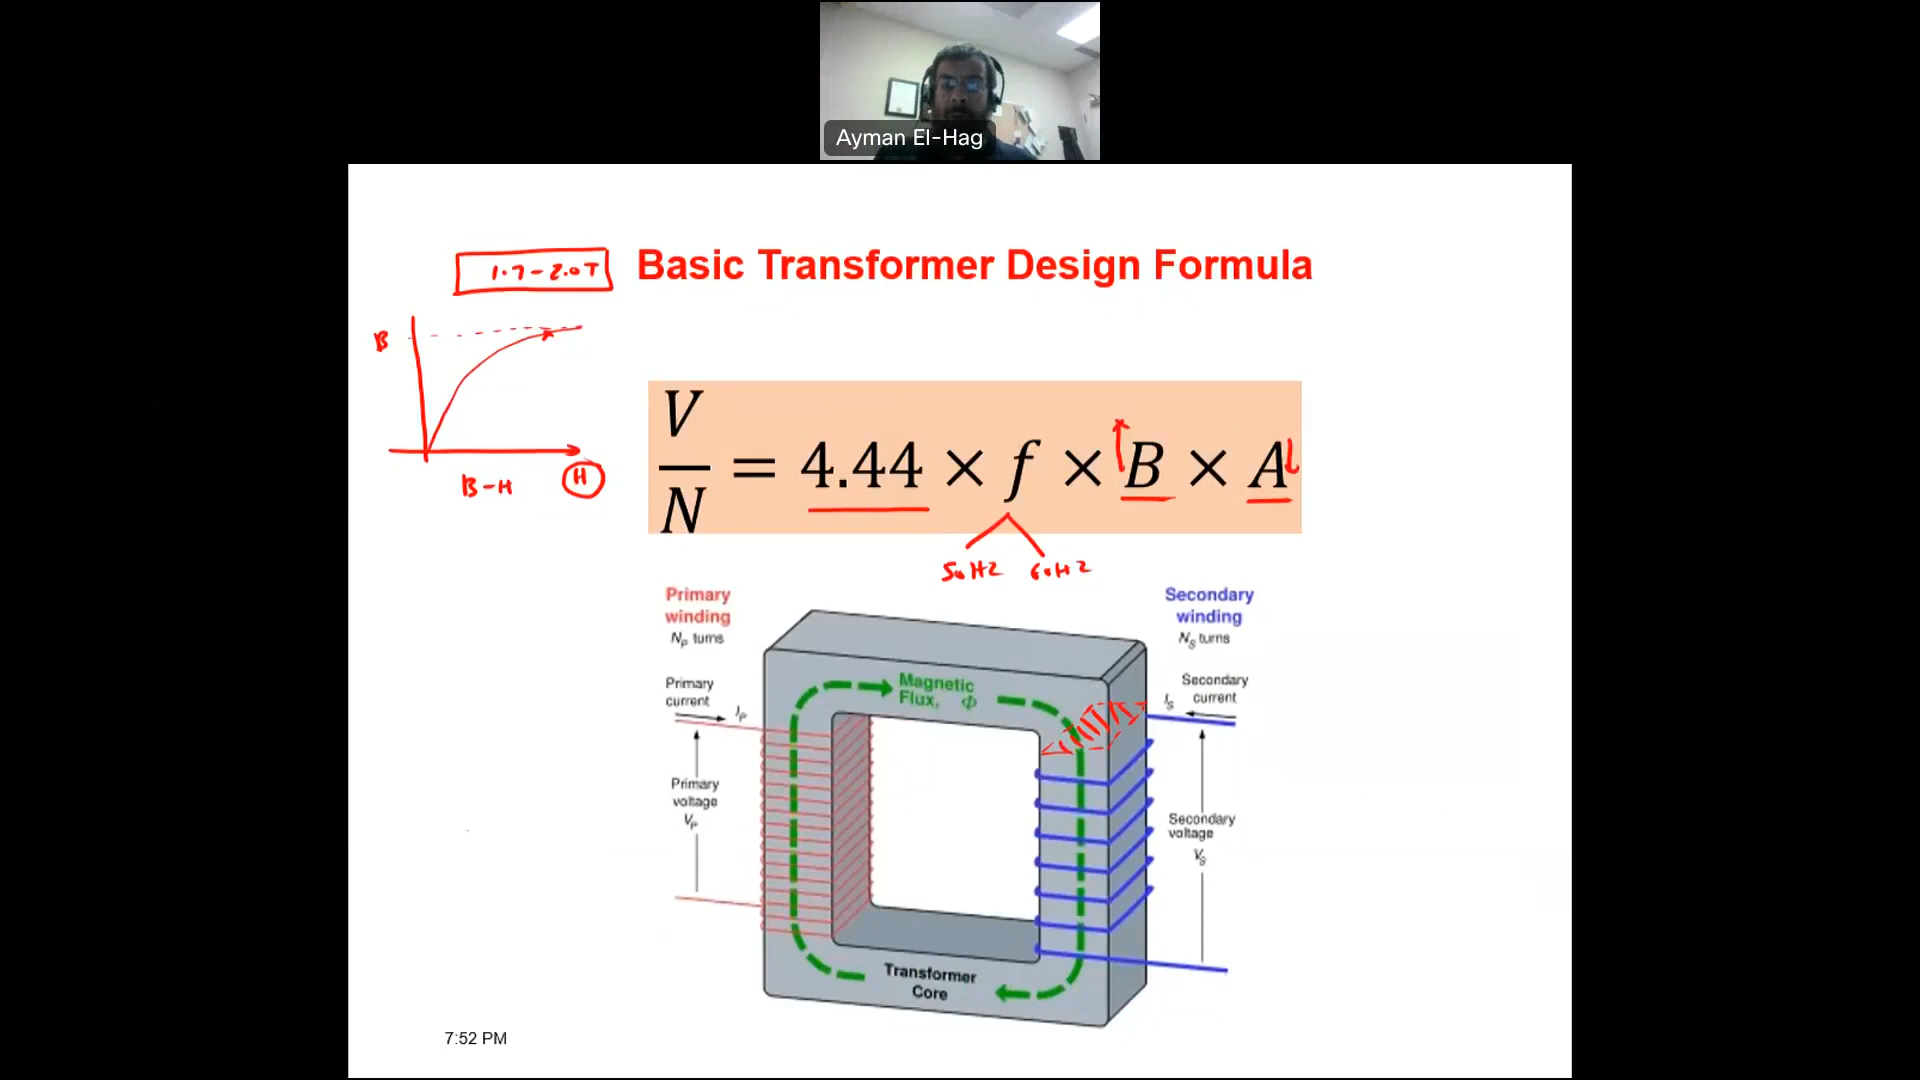 Ayman El-Hag
1.7-2.0T
Basic Transformer Design Formula
B
V/N = 4.44 × f × B × A
B-H
H
50Hz 60Hz
Primary
winding
Nₚ turns
Secondary
winding
Nₛ turns
Primary
current
Iₚ
Magnetic
Flux, Φ
Secondary
current
Iₛ
Primary
voltage
Vₚ
Secondary
voltage
Vₛ
Transformer
Core
7:52 PM